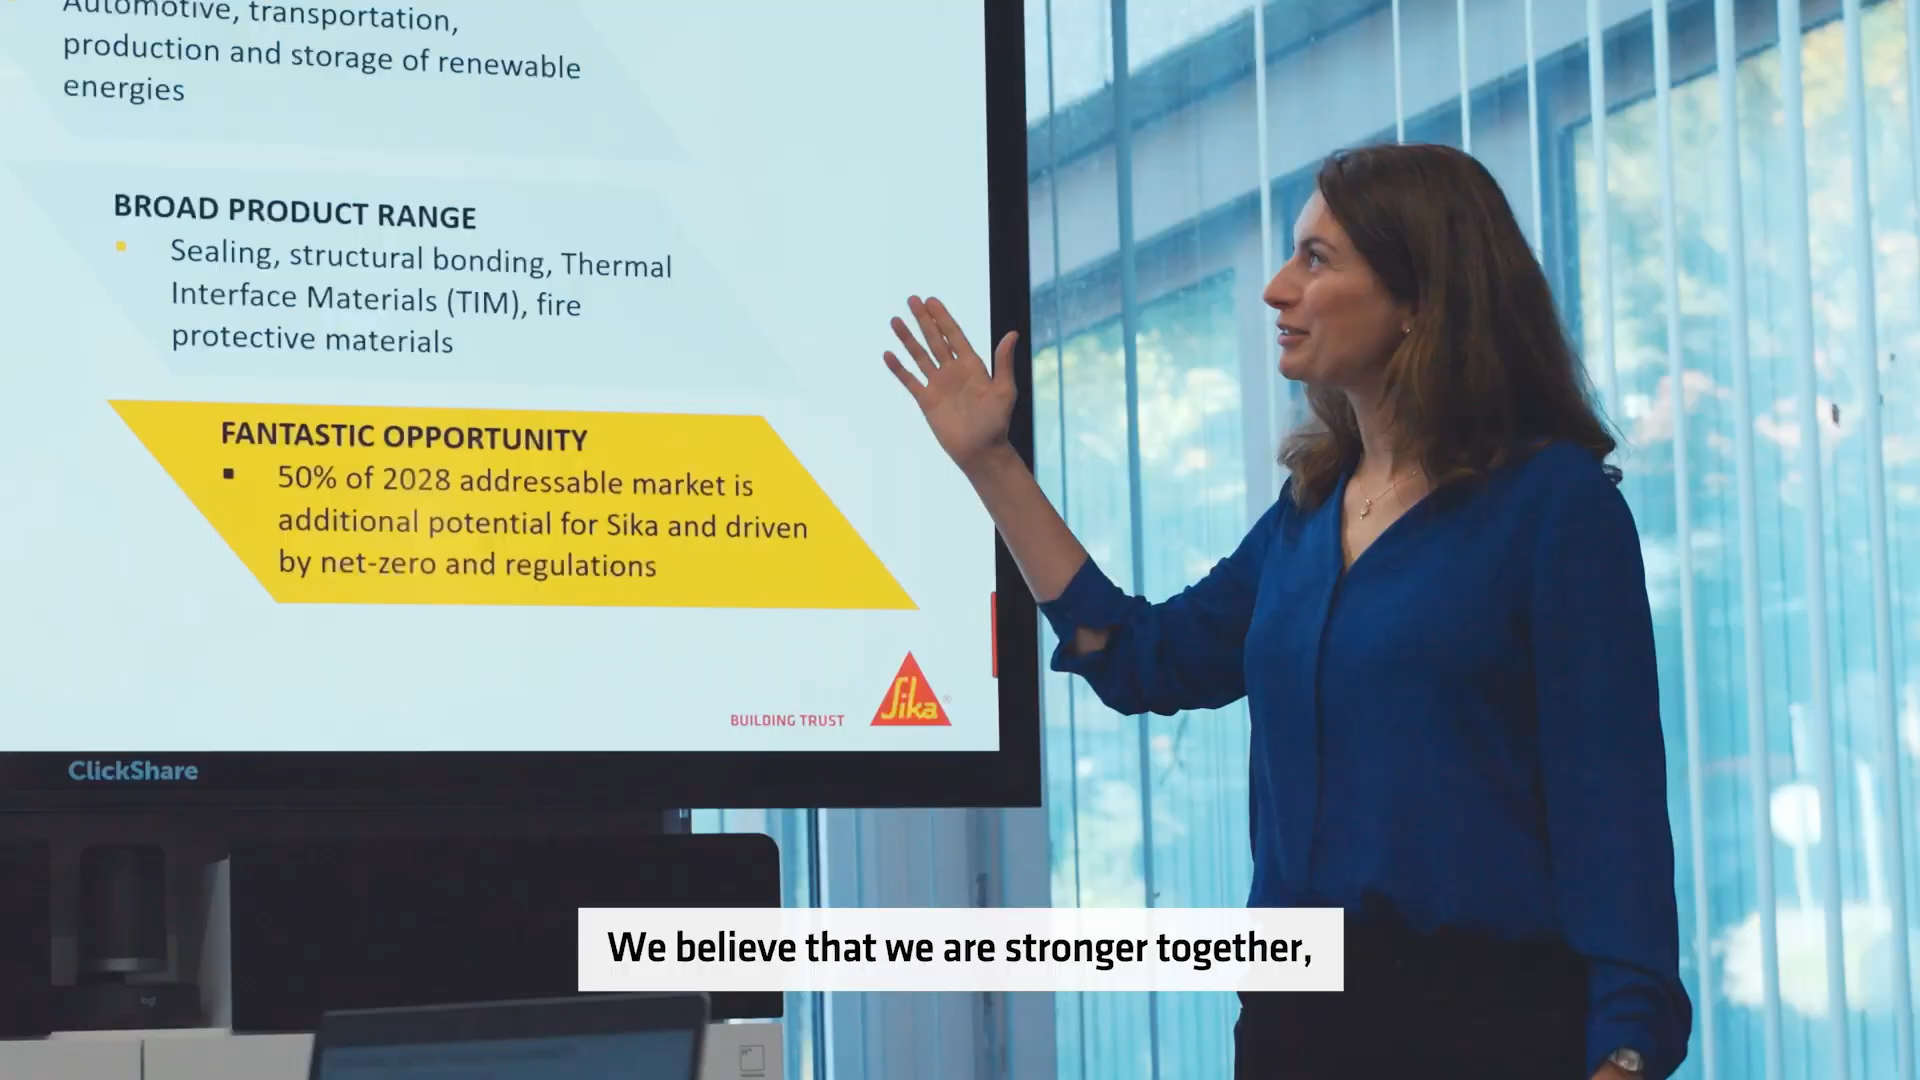 Automotive, transportation,
production and storage of renewable
energies
BROAD PRODUCT RANGE
Sealing, structural bonding, Thermal
Interface Materials (TIM), fire
protective materials
FANTASTIC OPPORTUNITY
50% of 2028 addressable market is
additional potential for Sika and driven
by net-zero and regulations
BUILDING TRUST
Sika
ClickShare
We believe that we are stronger together,